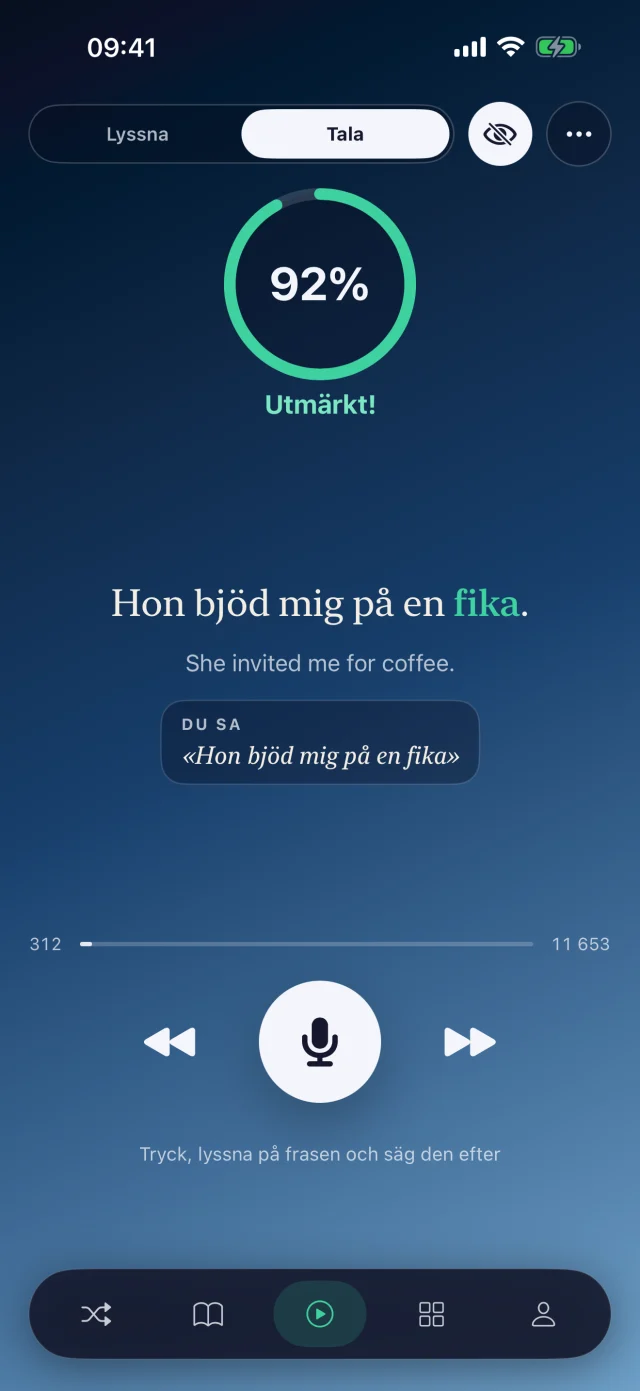 09:41
Lyssna
Tala
92%
Utmärkt!
Hon bjöd mig på en fika.
She invited me for coffee.
DU SA
«Hon bjöd mig på en fika»
312
11 653
Tryck, lyssna på frasen och säg den efter